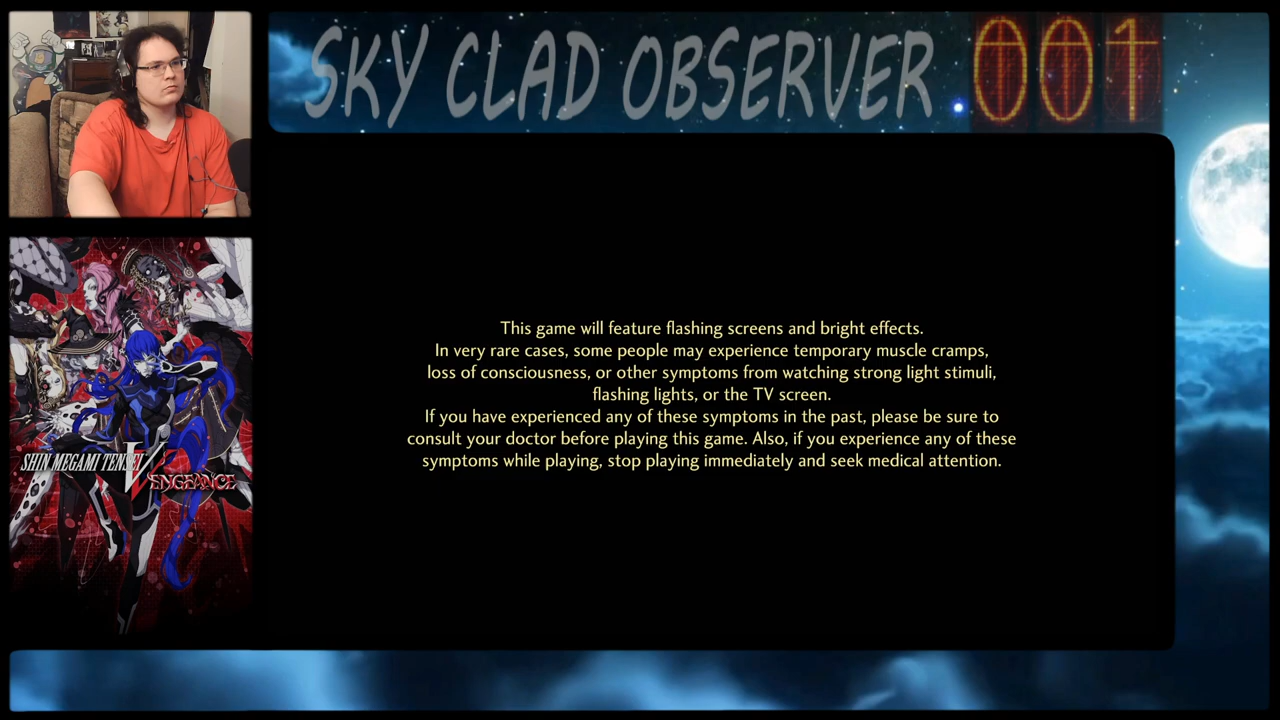 SKY CLAD OBSERVER 001
This game will feature flashing screens and bright effects.
In very rare cases, some people may experience temporary muscle cramps,
loss of consciousness, or other symptoms from watching strong light stimuli,
flashing lights, or the TV screen.
If you have experienced any of these symptoms in the past, please be sure to
consult your doctor before playing this game. Also, if you experience any of these
symptoms while playing, stop playing immediately and seek medical attention.
SHIN MEGAMI TENSEI V
VENGEANCE